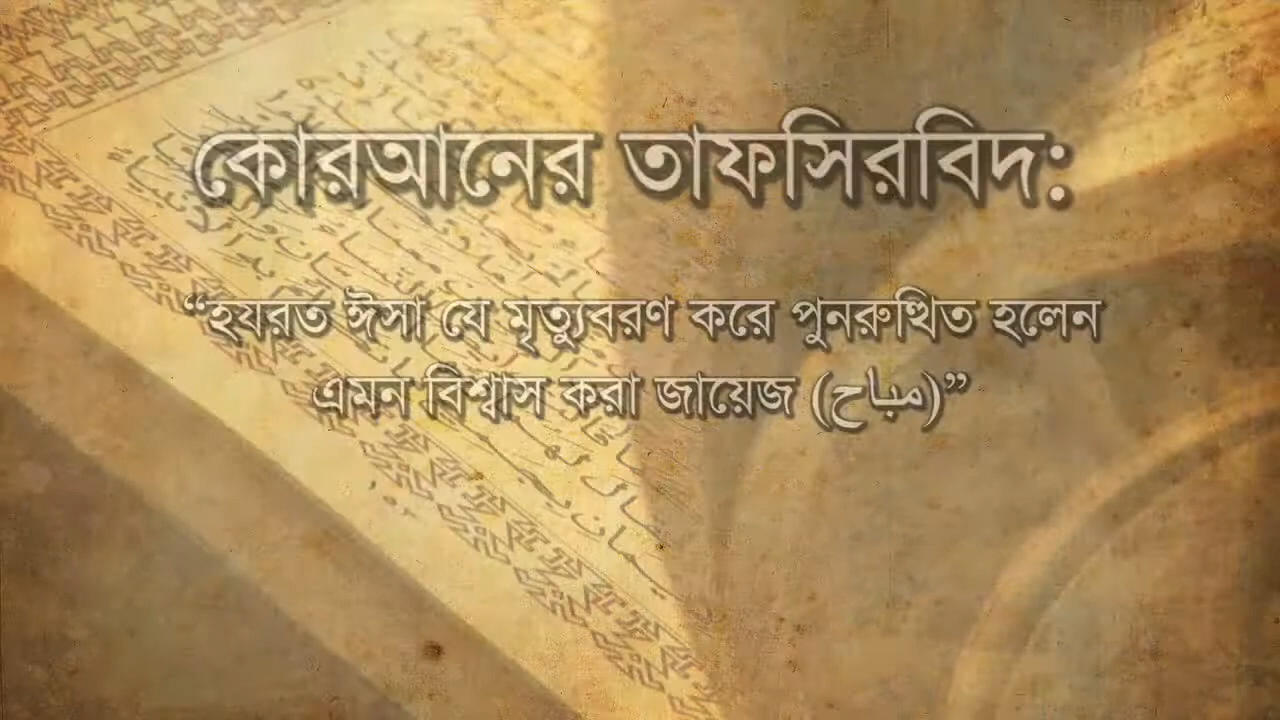 কোরআনের তাফসিরবিদ:
“হযরত ঈসা যে মৃত্যুবরণ করে পুনরুত্থিত হলেন
এমন বিশ্বাস করা জায়েজ (مباح)”